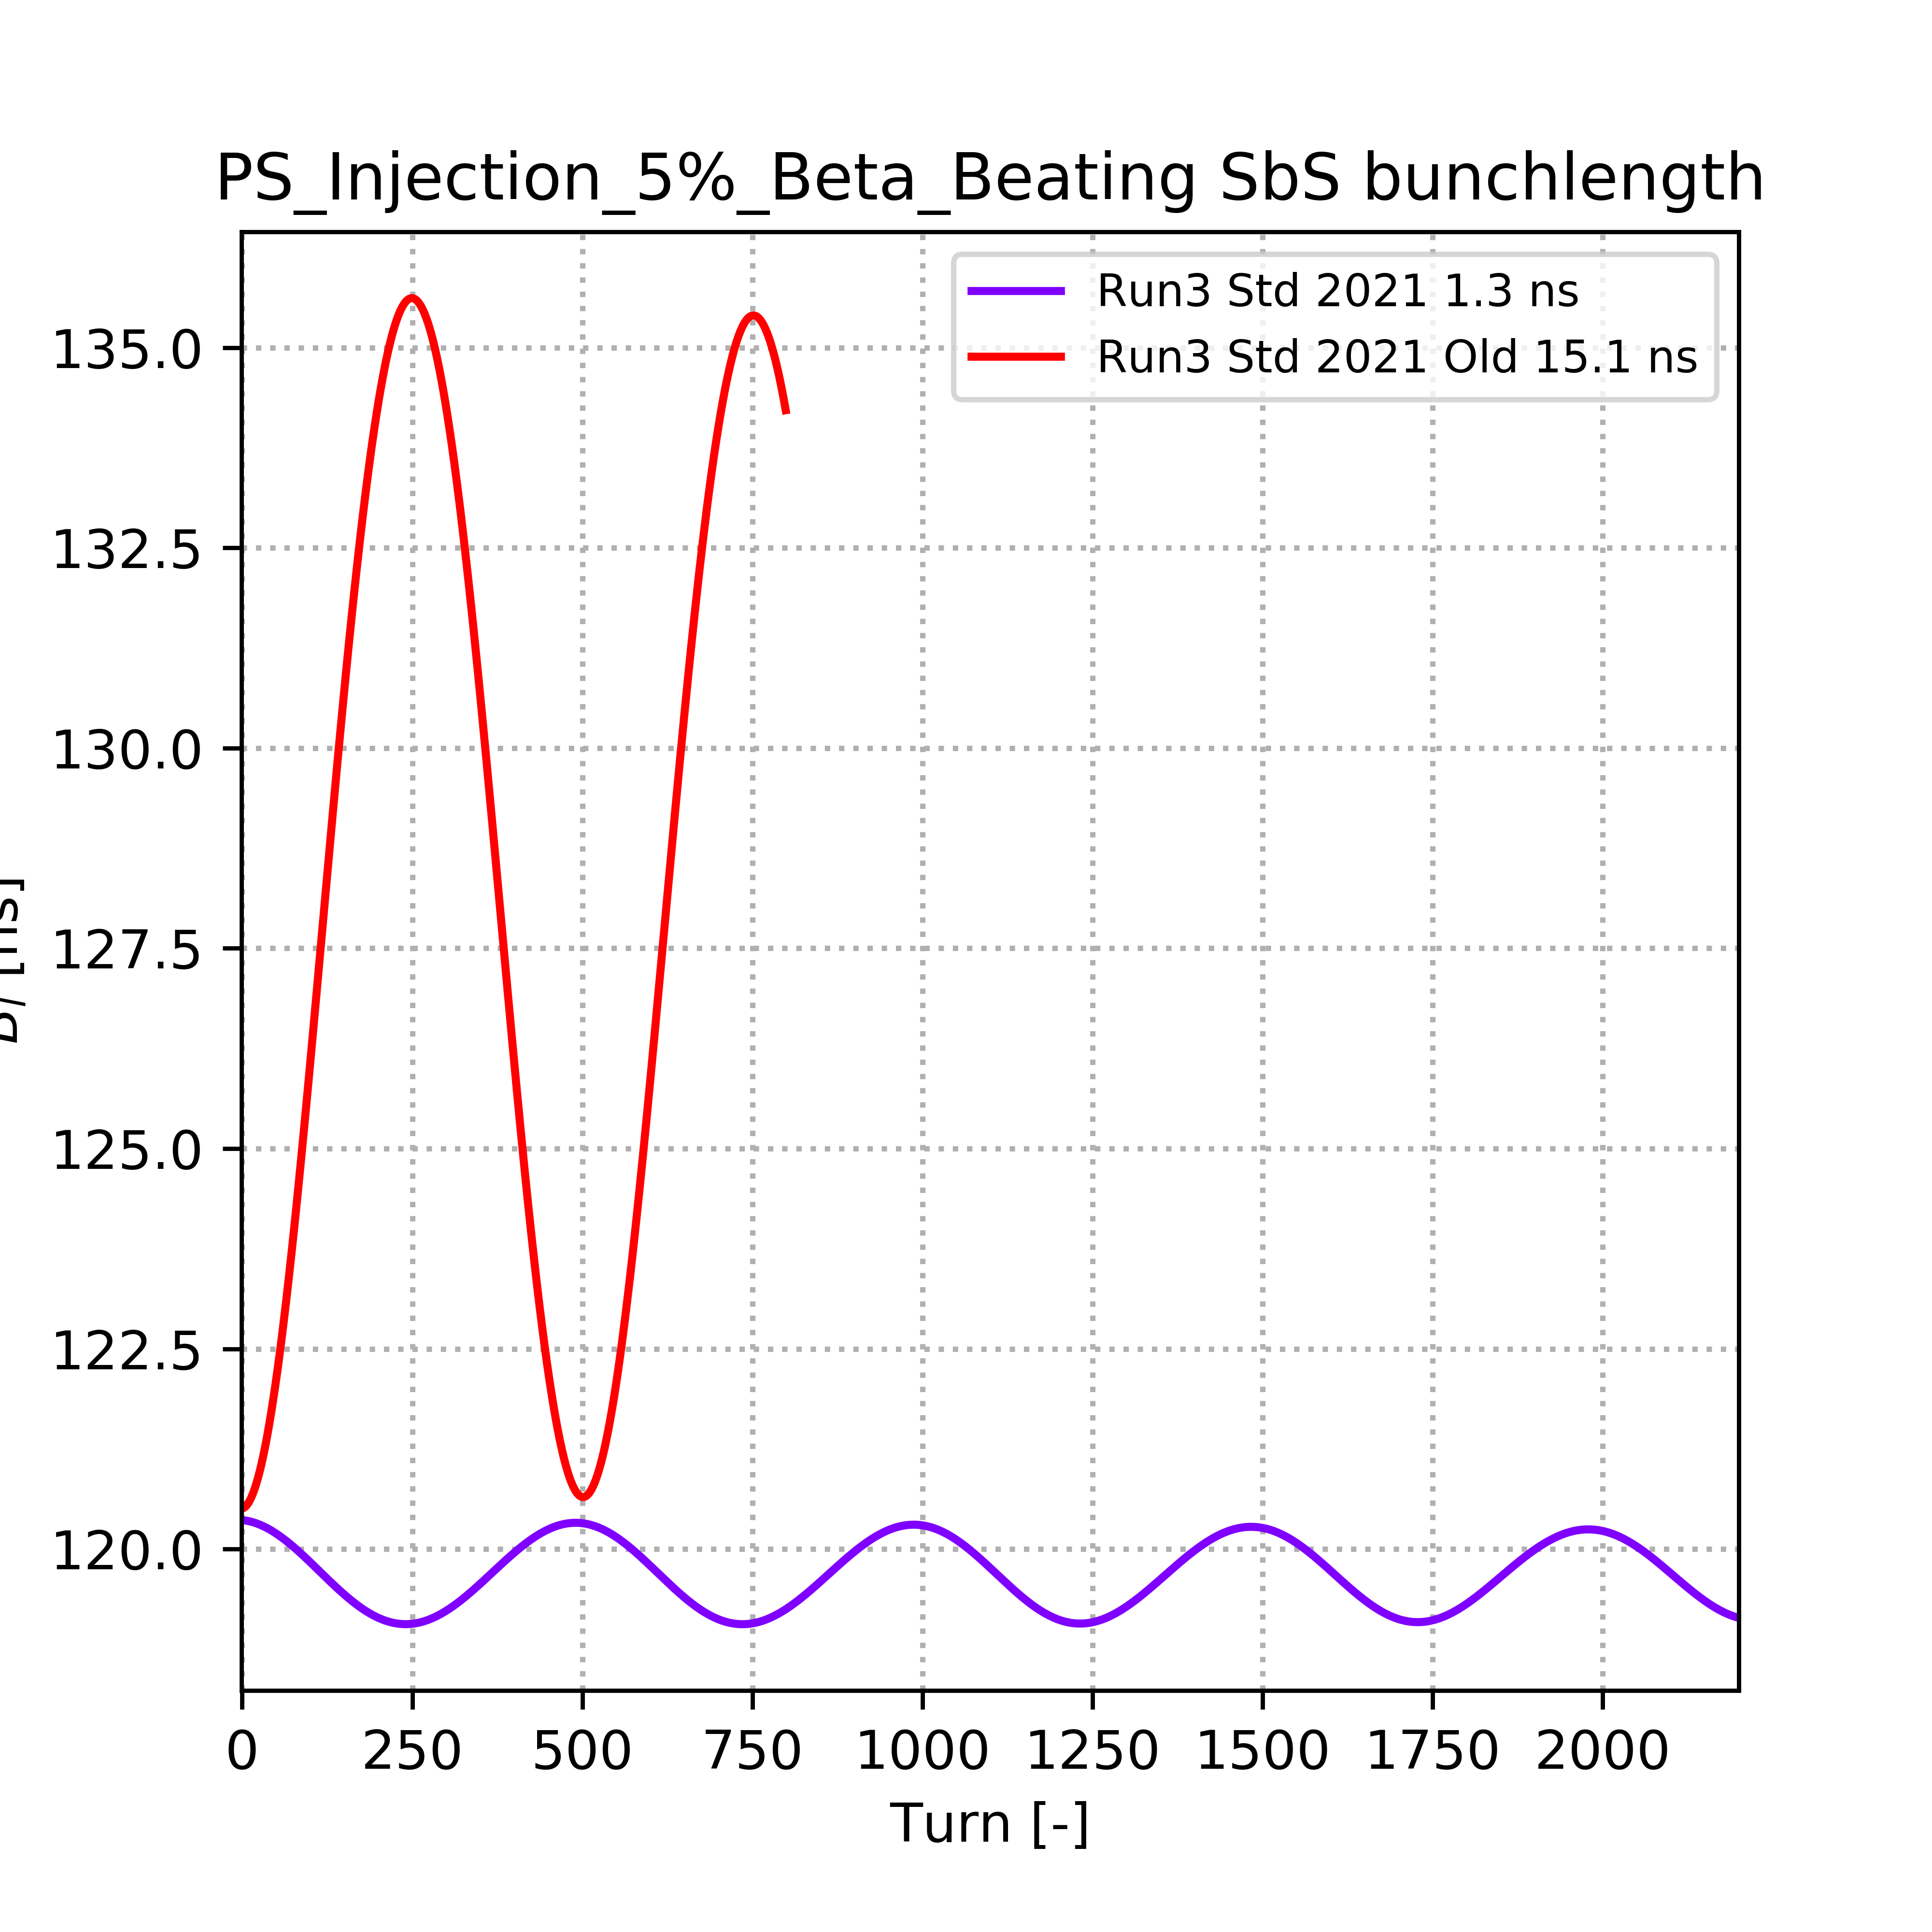 PS_Injection_5%_Beta_Beating SbS bunchlength
Run3 Std 2021 1.3 ns
Run3 Std 2021 Old 15.1 ns
135.0
132.5
130.0
127.5
125.0
122.5
120.0
0 250 500 750 1000 1250 1500 1750 2000
Turn [-]